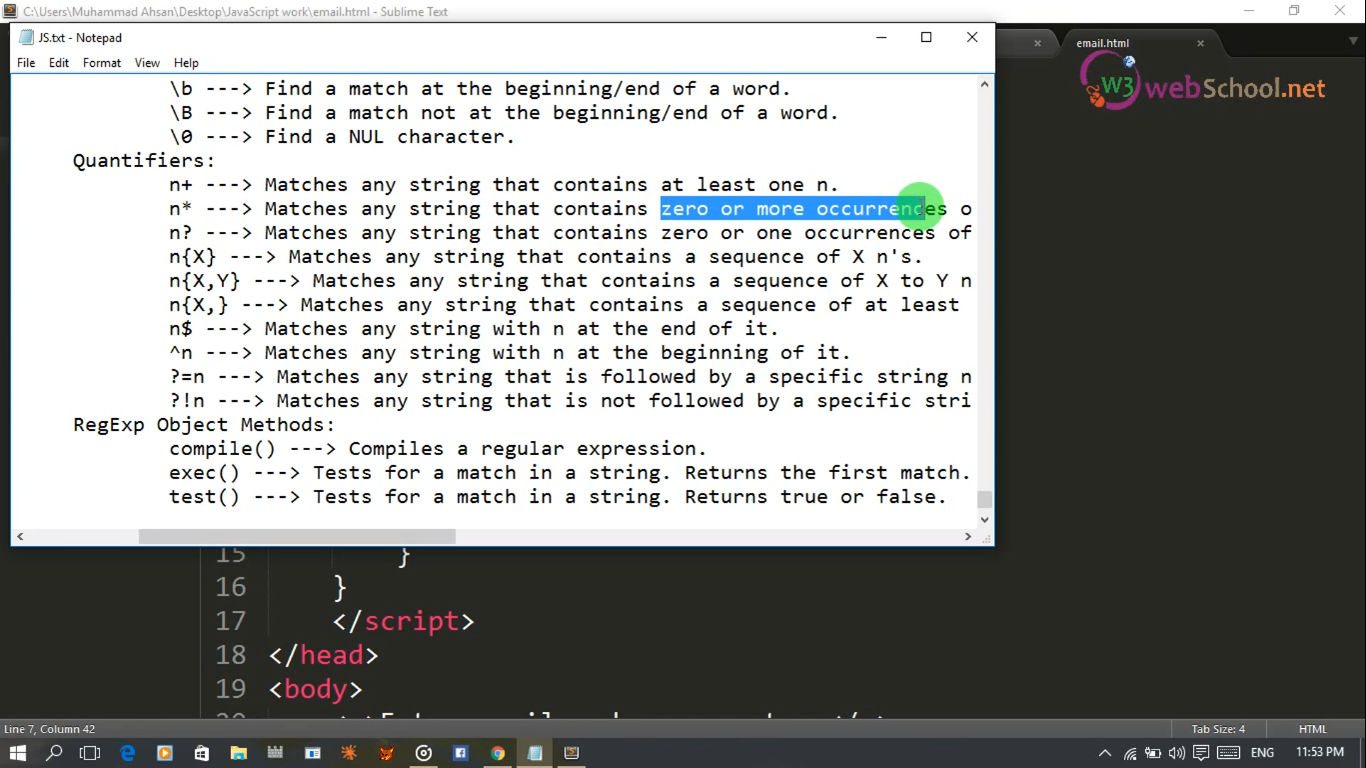 C:\Users\Muhammad Ahsan\Desktop\JavaScript work\email.html - Sublime Text
JS.txt - Notepad
email.html
File Edit Format View Help
W3 webSchool.net
\b ---> Find a match at the beginning/end of a word.
\B ---> Find a match not at the beginning/end of a word.
\0 ---> Find a NUL character.
Quantifiers:
n+ ---> Matches any string that contains at least one n.
n* ---> Matches any string that contains zero or more occurrences o
n? ---> Matches any string that contains zero or one occurrences of
n{X} ---> Matches any string that contains a sequence of X n's.
n{X,Y} ---> Matches any string that contains a sequence of X to Y n
n{X,} ---> Matches any string that contains a sequence of at least
n$ ---> Matches any string with n at the end of it.
^n ---> Matches any string with n at the beginning of it.
?=n ---> Matches any string that is followed by a specific string n
?!n ---> Matches any string that is not followed by a specific stri
RegExp Object Methods:
compile() ---> Compiles a regular expression.
exec() ---> Tests for a match in a string. Returns the first match.
test() ---> Tests for a match in a string. Returns true or false.
15 }
16 }
17 </script>
18 </head>
19 <body>
Line 7, Column 42
Tab Size: 4
HTML
ENG
11:53 PM